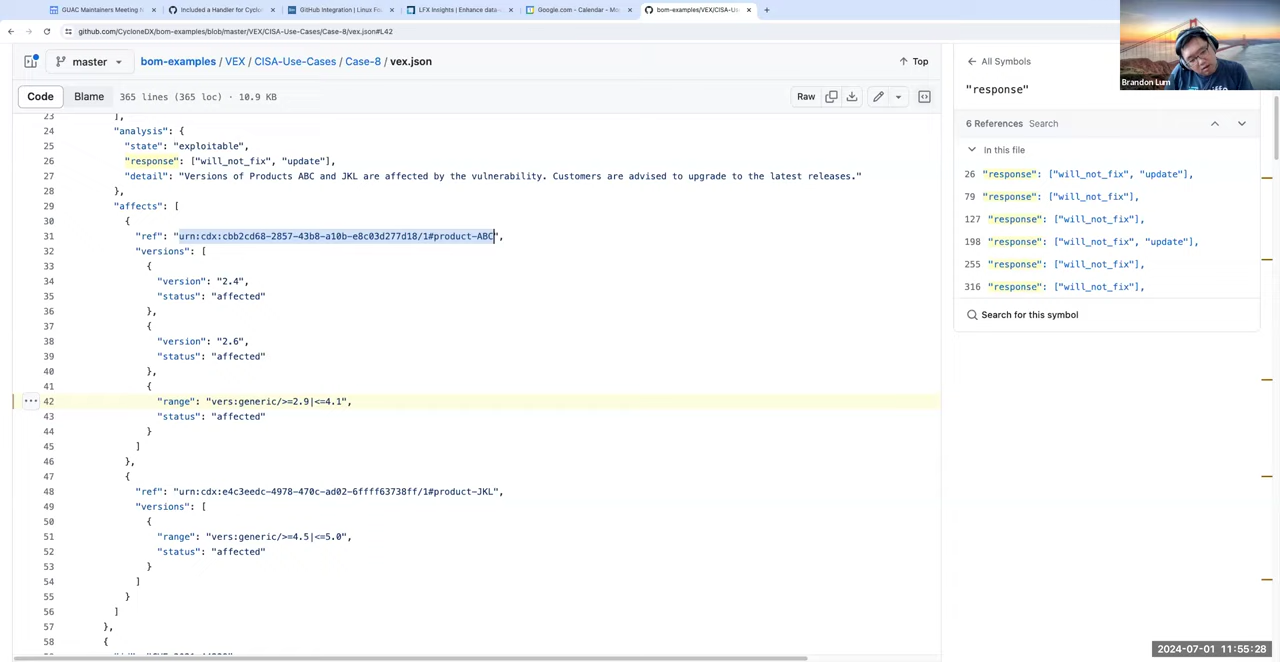 GUAC Maintainers Meeting N
Included a Handler for Cyclo
GitHub Integration | Linux Fo
LFX Insights | Enhance data
Google.com - Calendar - Mo
bom-examples/VEX/CISA-Us
github.com/CycloneDX/bom-examples/blob/master/VEX/CISA-Use-Cases/Case-8/vex.json#L42
master
bom-examples / VEX / CISA-Use-Cases / Case-8 / vex.json
Top
Code
Blame
365 lines (365 loc) · 10.9 KB
Raw
23 ],
24 "analysis": {
25 "state": "exploitable",
26 "response": ["will_not_fix", "update"],
27 "detail": "Versions of Products ABC and JKL are affected by the vulnerability. Customers are advised to upgrade to the latest releases."
28 },
29 "affects": [
30 {
31 "ref": "urn:cdx:cbb2cd68-2857-43b8-a10b-e8c03d277d18/1#product-ABC",
32 "versions": [
33 {
34 "version": "2.4",
35 "status": "affected"
36 },
37 {
38 "version": "2.6",
39 "status": "affected"
40 },
41 {
42 "range": "vers:generic/>=2.9|<=4.1",
43 "status": "affected"
44 }
45 ]
46 },
47 {
48 "ref": "urn:cdx:e4c3eedc-4978-470c-ad02-6ffff63738ff/1#product-JKL",
49 "versions": [
50 {
51 "range": "vers:generic/>=4.5|<=5.0",
52 "status": "affected"
53 }
54 ]
55 }
56 ]
57 },
58 {
All Symbols
"response"
6 References Search
In this file
26 "response": ["will_not_fix", "update"],
79 "response": ["will_not_fix"],
127 "response": ["will_not_fix"],
198 "response": ["will_not_fix", "update"],
255 "response": ["will_not_fix"],
316 "response": ["will_not_fix"],
Search for this symbol
Brandon Lum
2024-07-01 11:55:28